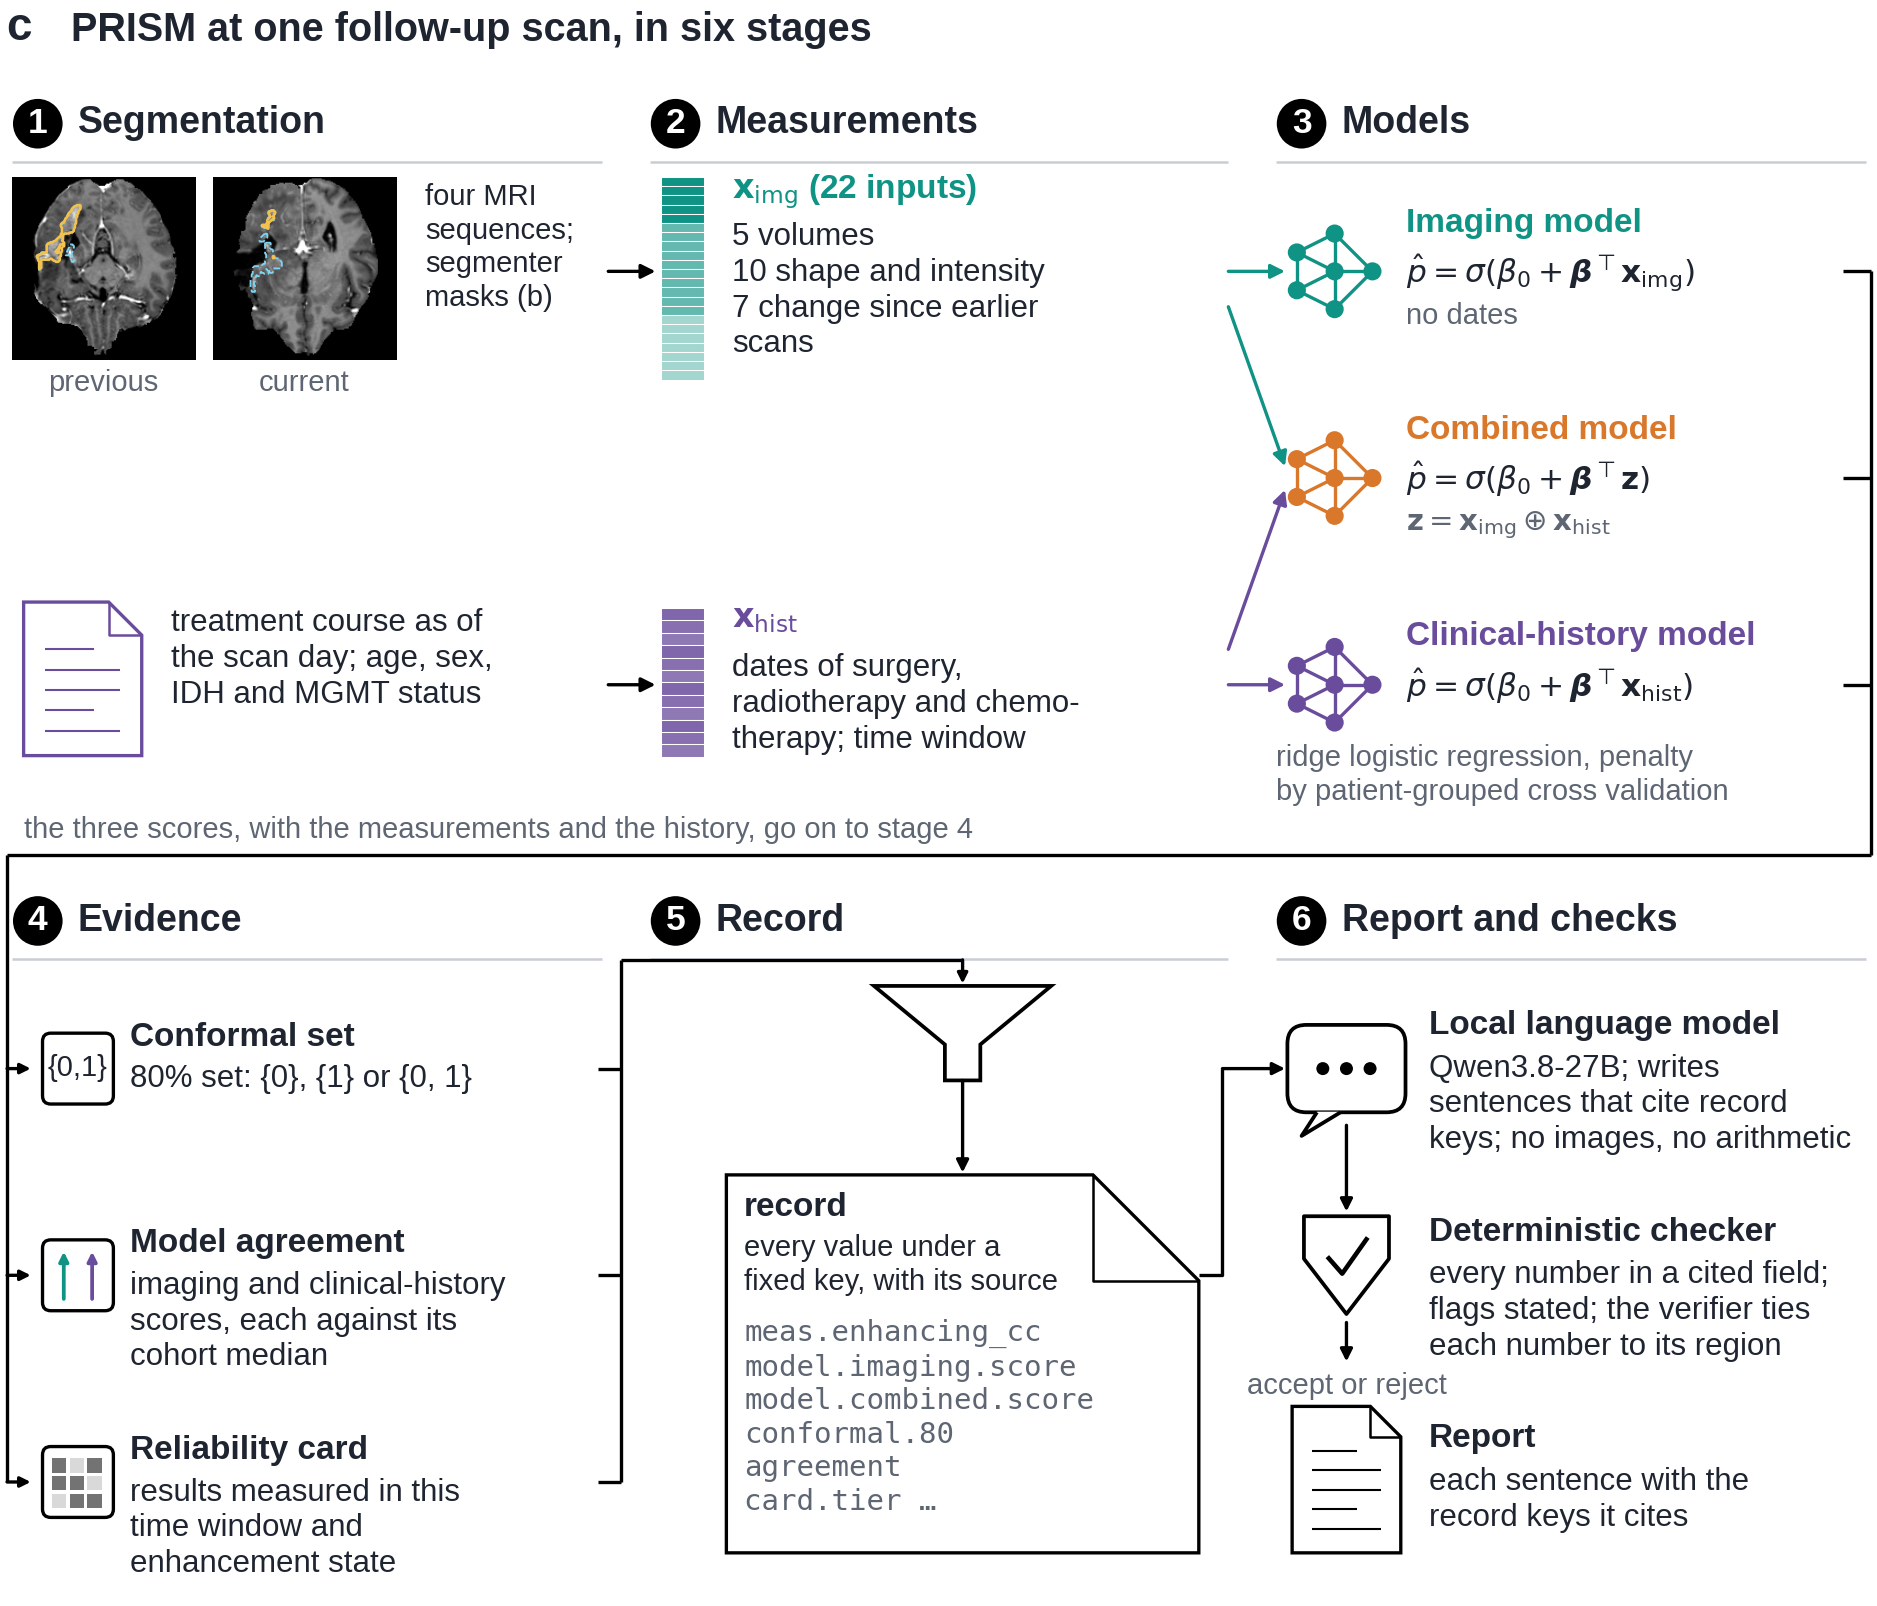 c PRISM at one follow-up scan, in six stages
1 Segmentation
four MRI
sequences;
segmenter
masks (b)
previous
current
2 Measurements
x_img (22 inputs)
5 volumes
10 shape and intensity
7 change since earlier
scans
3 Models
Imaging model
p̂ = σ(β₀ + β⊤x_img)
no dates
Combined model
p̂ = σ(β₀ + β⊤z)
z = x_img ⊕ x_hist
treatment course as of
the scan day; age, sex,
IDH and MGMT status
x_hist
dates of surgery,
radiotherapy and chemo-
therapy; time window
Clinical-history model
p̂ = σ(β₀ + β⊤x_hist)
ridge logistic regression, penalty
by patient-grouped cross validation
the three scores, with the measurements and the history, go on to stage 4
4 Evidence
{0,1}
Conformal set
80% set: {0}, {1} or {0, 1}
Model agreement
imaging and clinical-history
scores, each against its
cohort median
Reliability card
results measured in this
time window and
enhancement state
5 Record
record
every value under a
fixed key, with its source
meas.enhancing_cc
model.imaging.score
model.combined.score
conformal.80
agreement
card.tier …
6 Report and checks
Local language model
Qwen3.8-27B; writes
sentences that cite record
keys; no images, no arithmetic
Deterministic checker
every number in a cited field;
flags stated; the verifier ties
each number to its region
accept or reject
Report
each sentence with the
record keys it cites